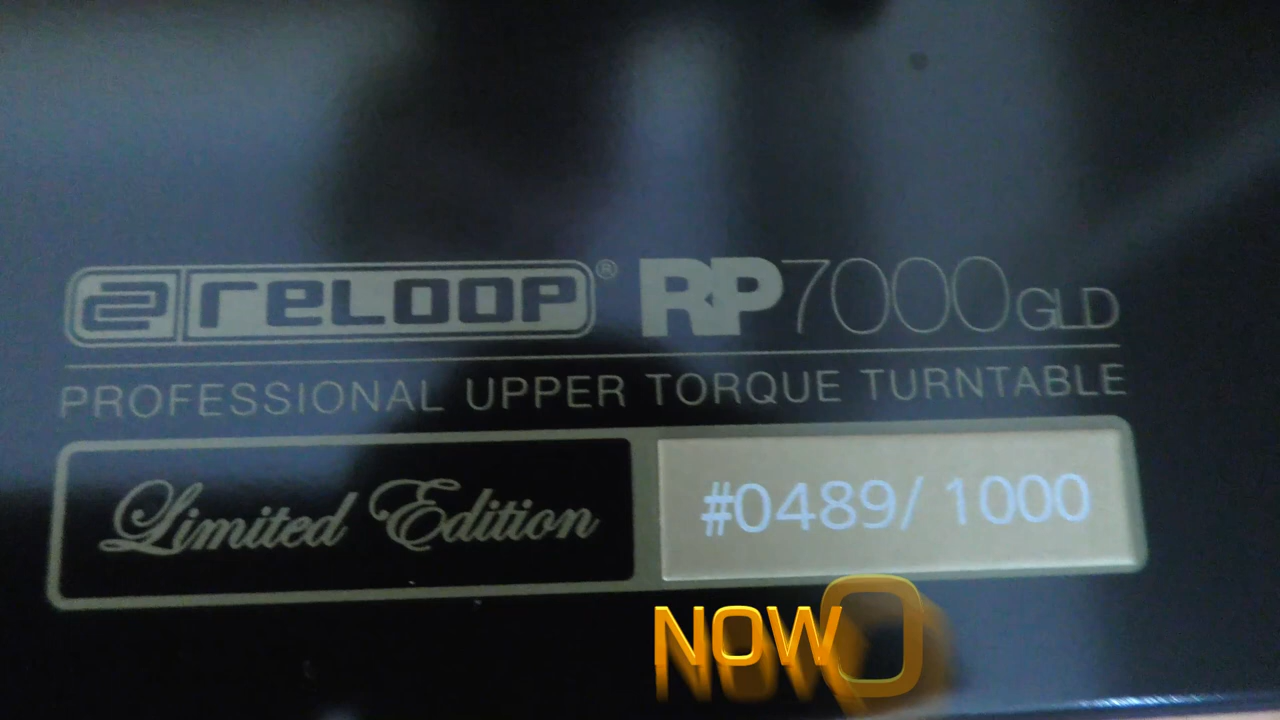 reloop® RP7000GLD
PROFESSIONAL UPPER TORQUE TURNTABLE
Limited Edition #0489/ 1000
NOW